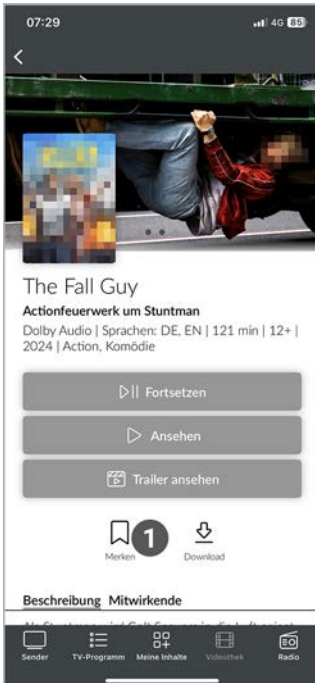 07:29
4G 85
The Fall Guy
Actionfeuerwerk um Stuntman
Dolby Audio | Sprachen: DE, EN | 121 min | 12+ |
2024 | Action, Komödie
Fortsetzen
Ansehen
Trailer ansehen
1
Merken Download
Beschreibung Mitwirkende
Sender TV-Programm Meine Inhalte Videothek Radio